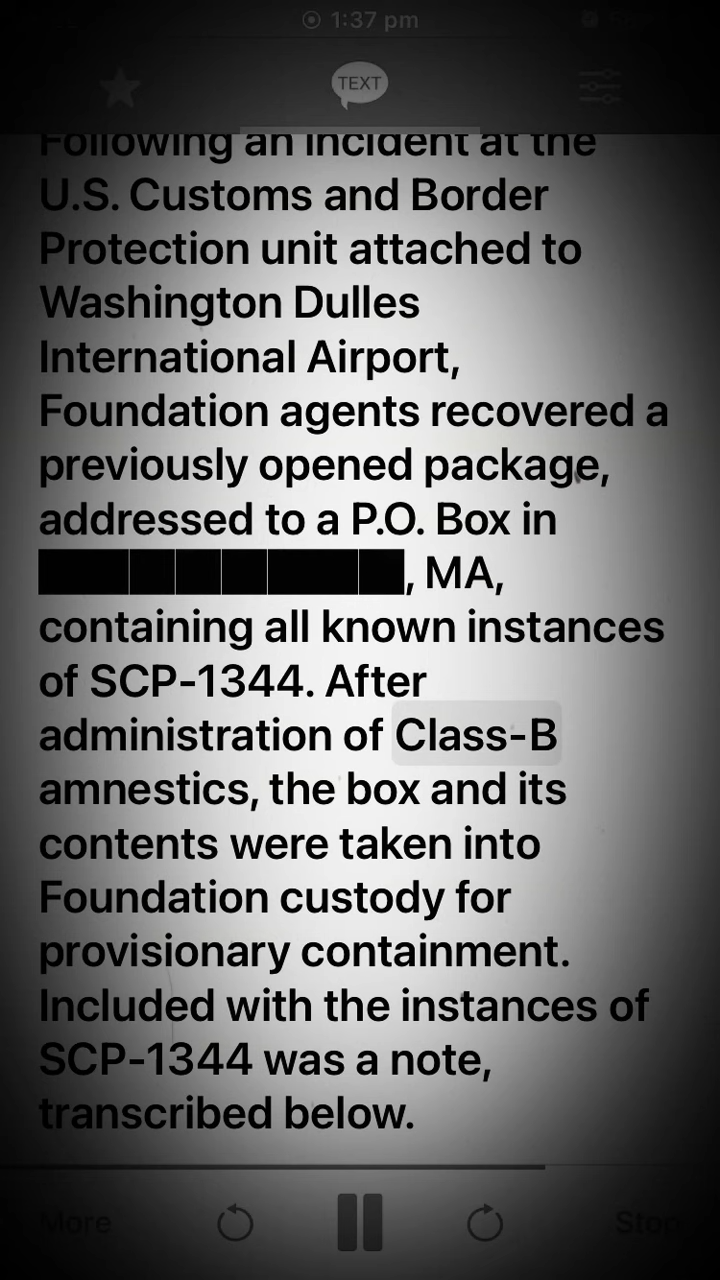 1:37 pm
TEXT
Following an incident at the
U.S. Customs and Border
Protection unit attached to
Washington Dulles
International Airport,
Foundation agents recovered a
previously opened package,
addressed to a P.O. Box in
████████, MA,
containing all known instances
of SCP-1344. After
administration of Class-B
amnestics, the box and its
contents were taken into
Foundation custody for
provisionary containment.
Included with the instances of
SCP-1344 was a note,
transcribed below.
More
Stop